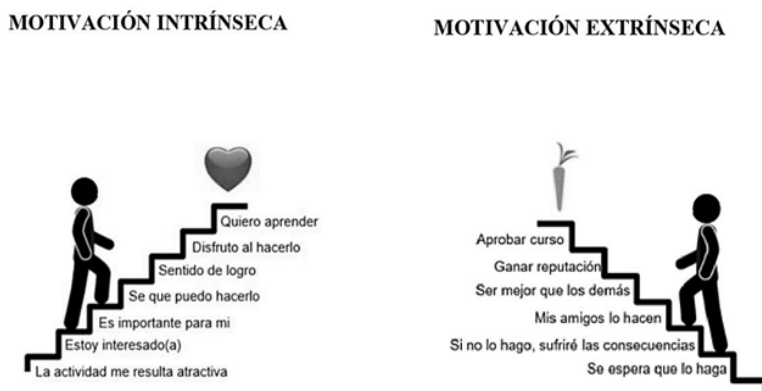 MOTIVACIÓN INTRÍNSECA
Quiero aprender
Disfruto al hacerlo
Sentido de logro
Se que puedo hacerlo
Es importante para mi
Estoy interesado(a)
La actividad me resulta atractiva
MOTIVACIÓN EXTRÍNSECA
Aprobar curso
Ganar reputación
Ser mejor que los demás
Mis amigos lo hacen
Si no lo hago, sufriré las consecuencias
Se espera que lo haga